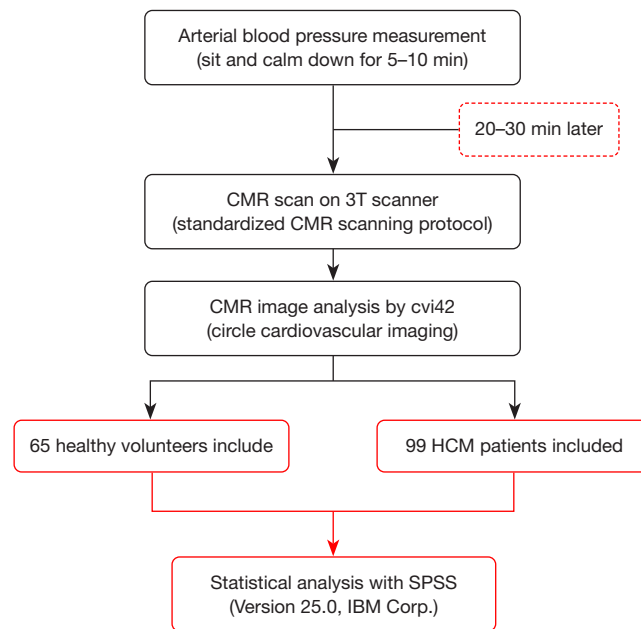 Arterial blood pressure measurement
(sit and calm down for 5–10 min)
20–30 min later
CMR scan on 3T scanner
(standardized CMR scanning protocol)
CMR image analysis by cvi42
(circle cardiovascular imaging)
65 healthy volunteers include
99 HCM patients included
Statistical analysis with SPSS
(Version 25.0, IBM Corp.)